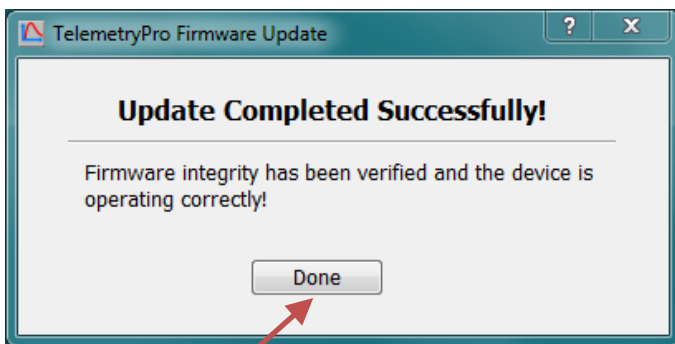 TelemetryPro Firmware Update
? X
Update Completed Successfully!
Firmware integrity has been verified and the device is
operating correctly!
Done